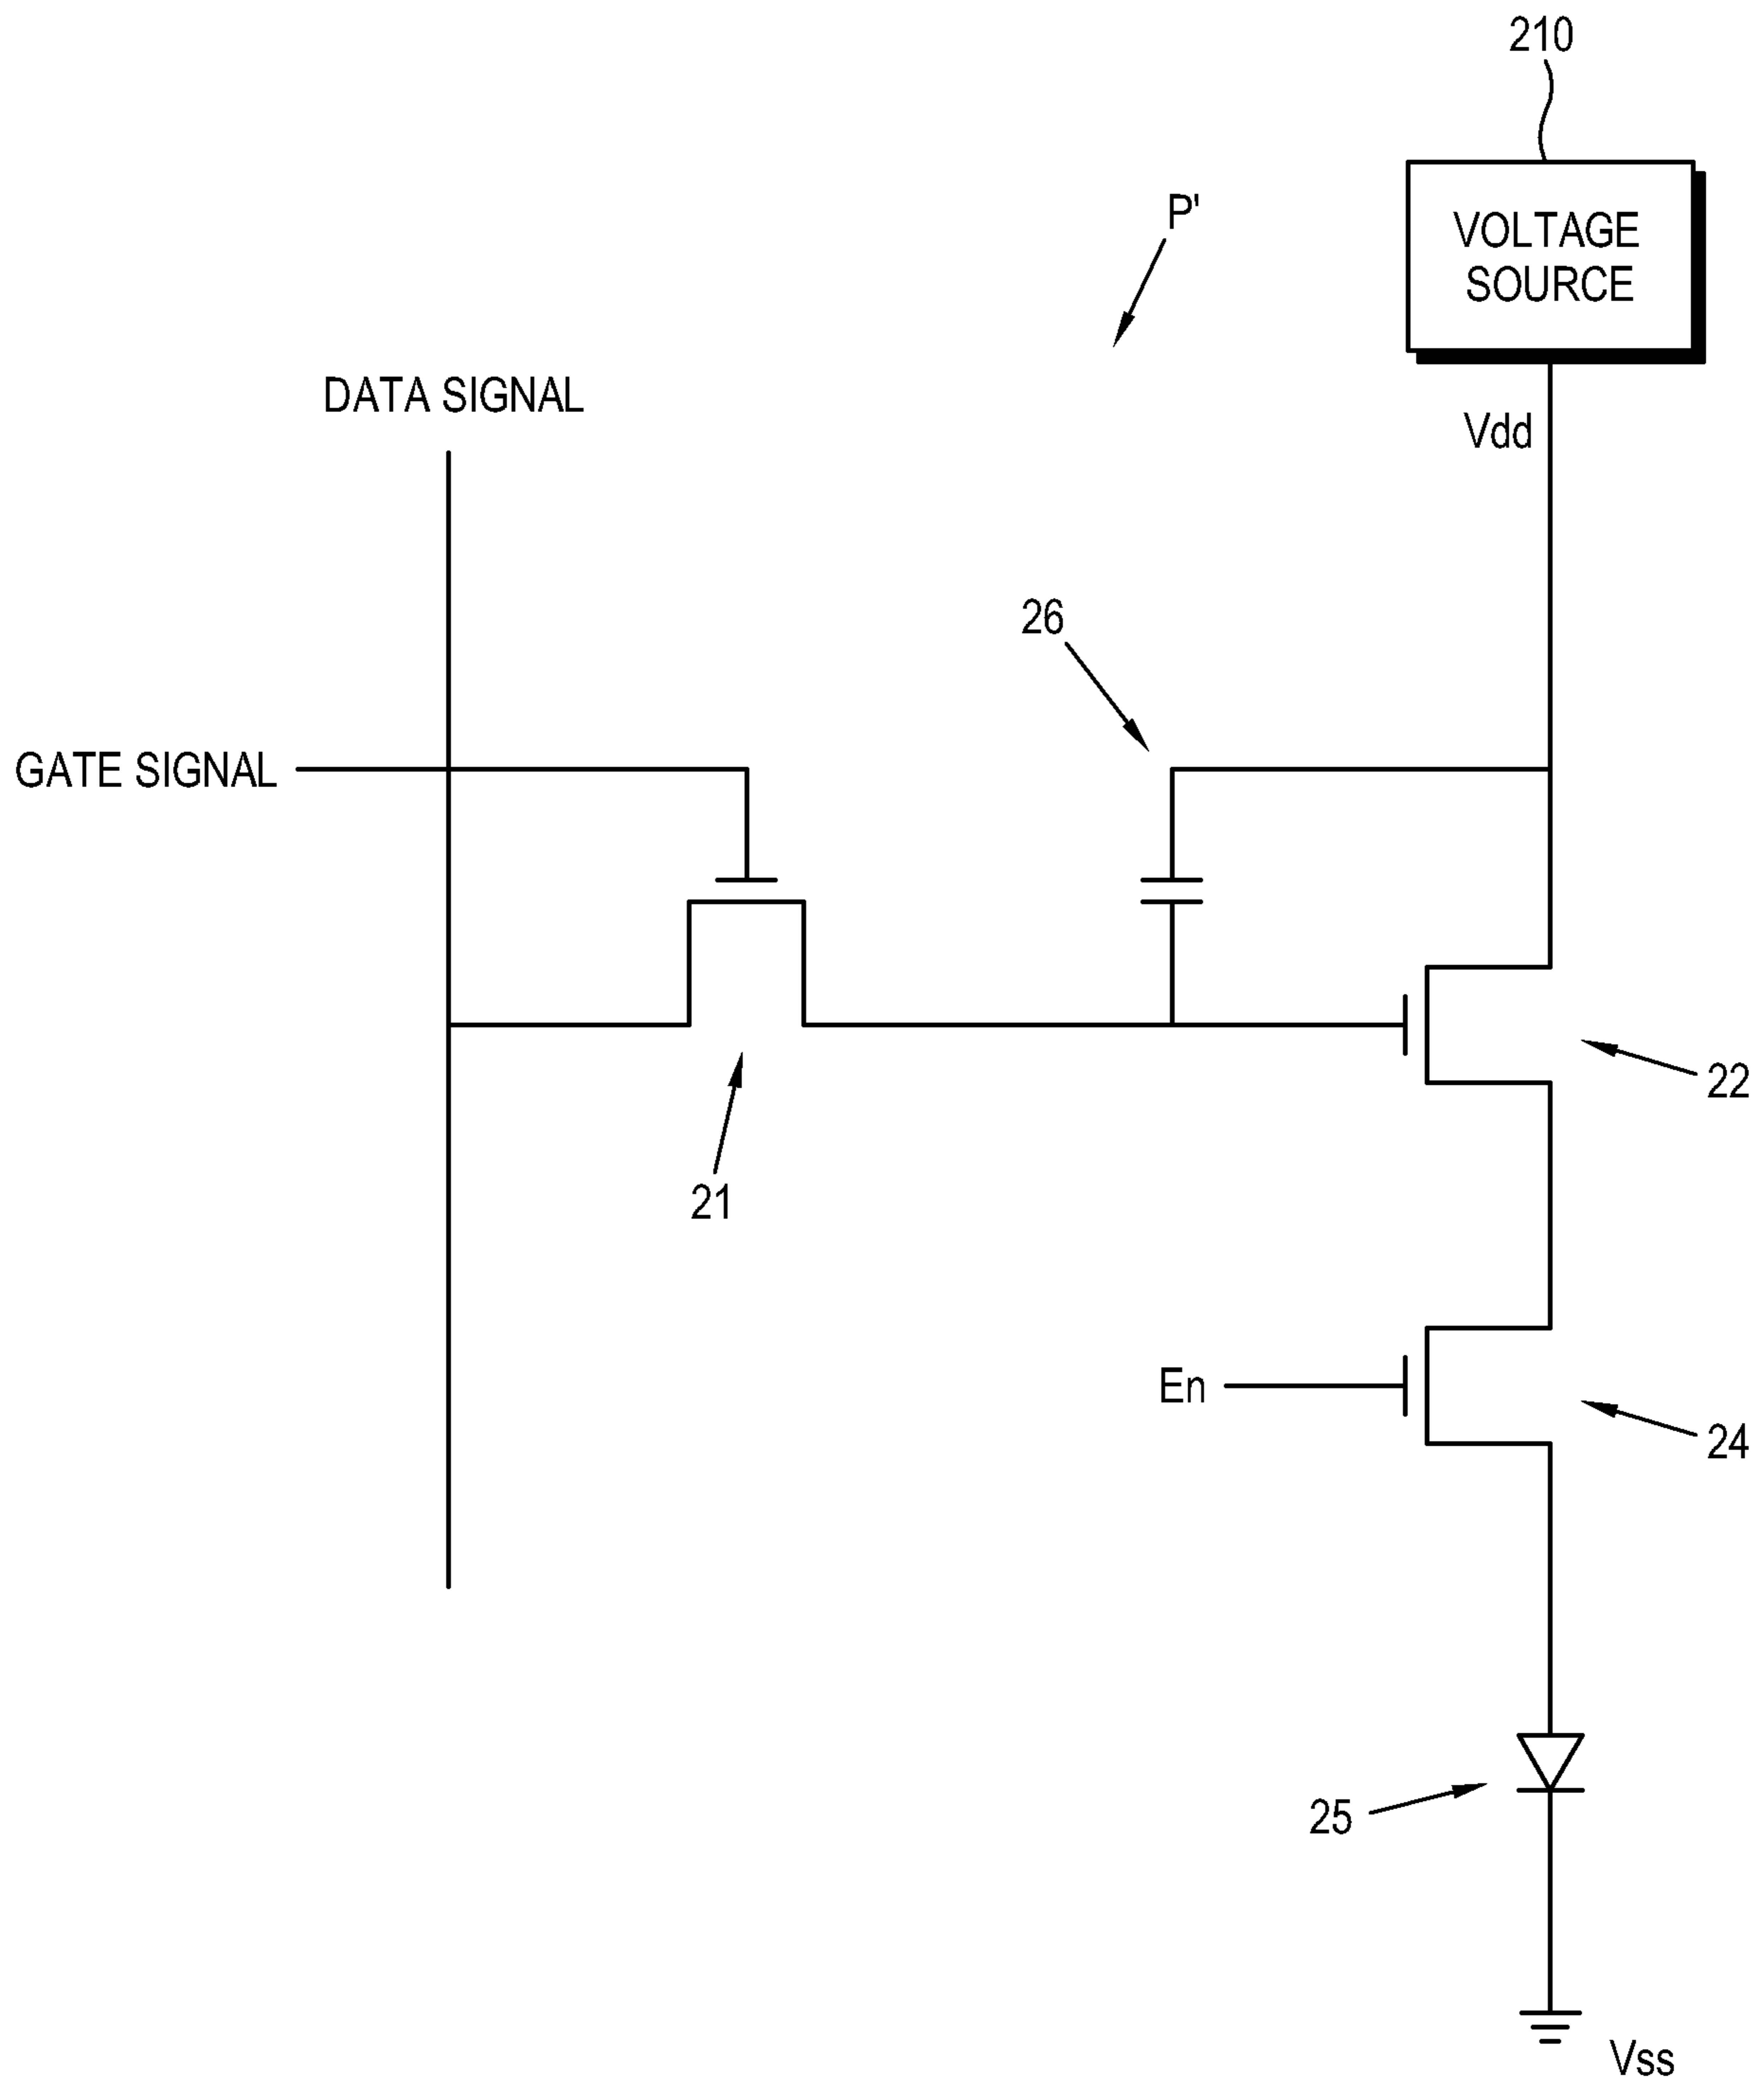 210
P'
VOLTAGE
SOURCE
DATA SIGNAL
Vdd
26
GATE SIGNAL
22
21
En
24
25
Vss